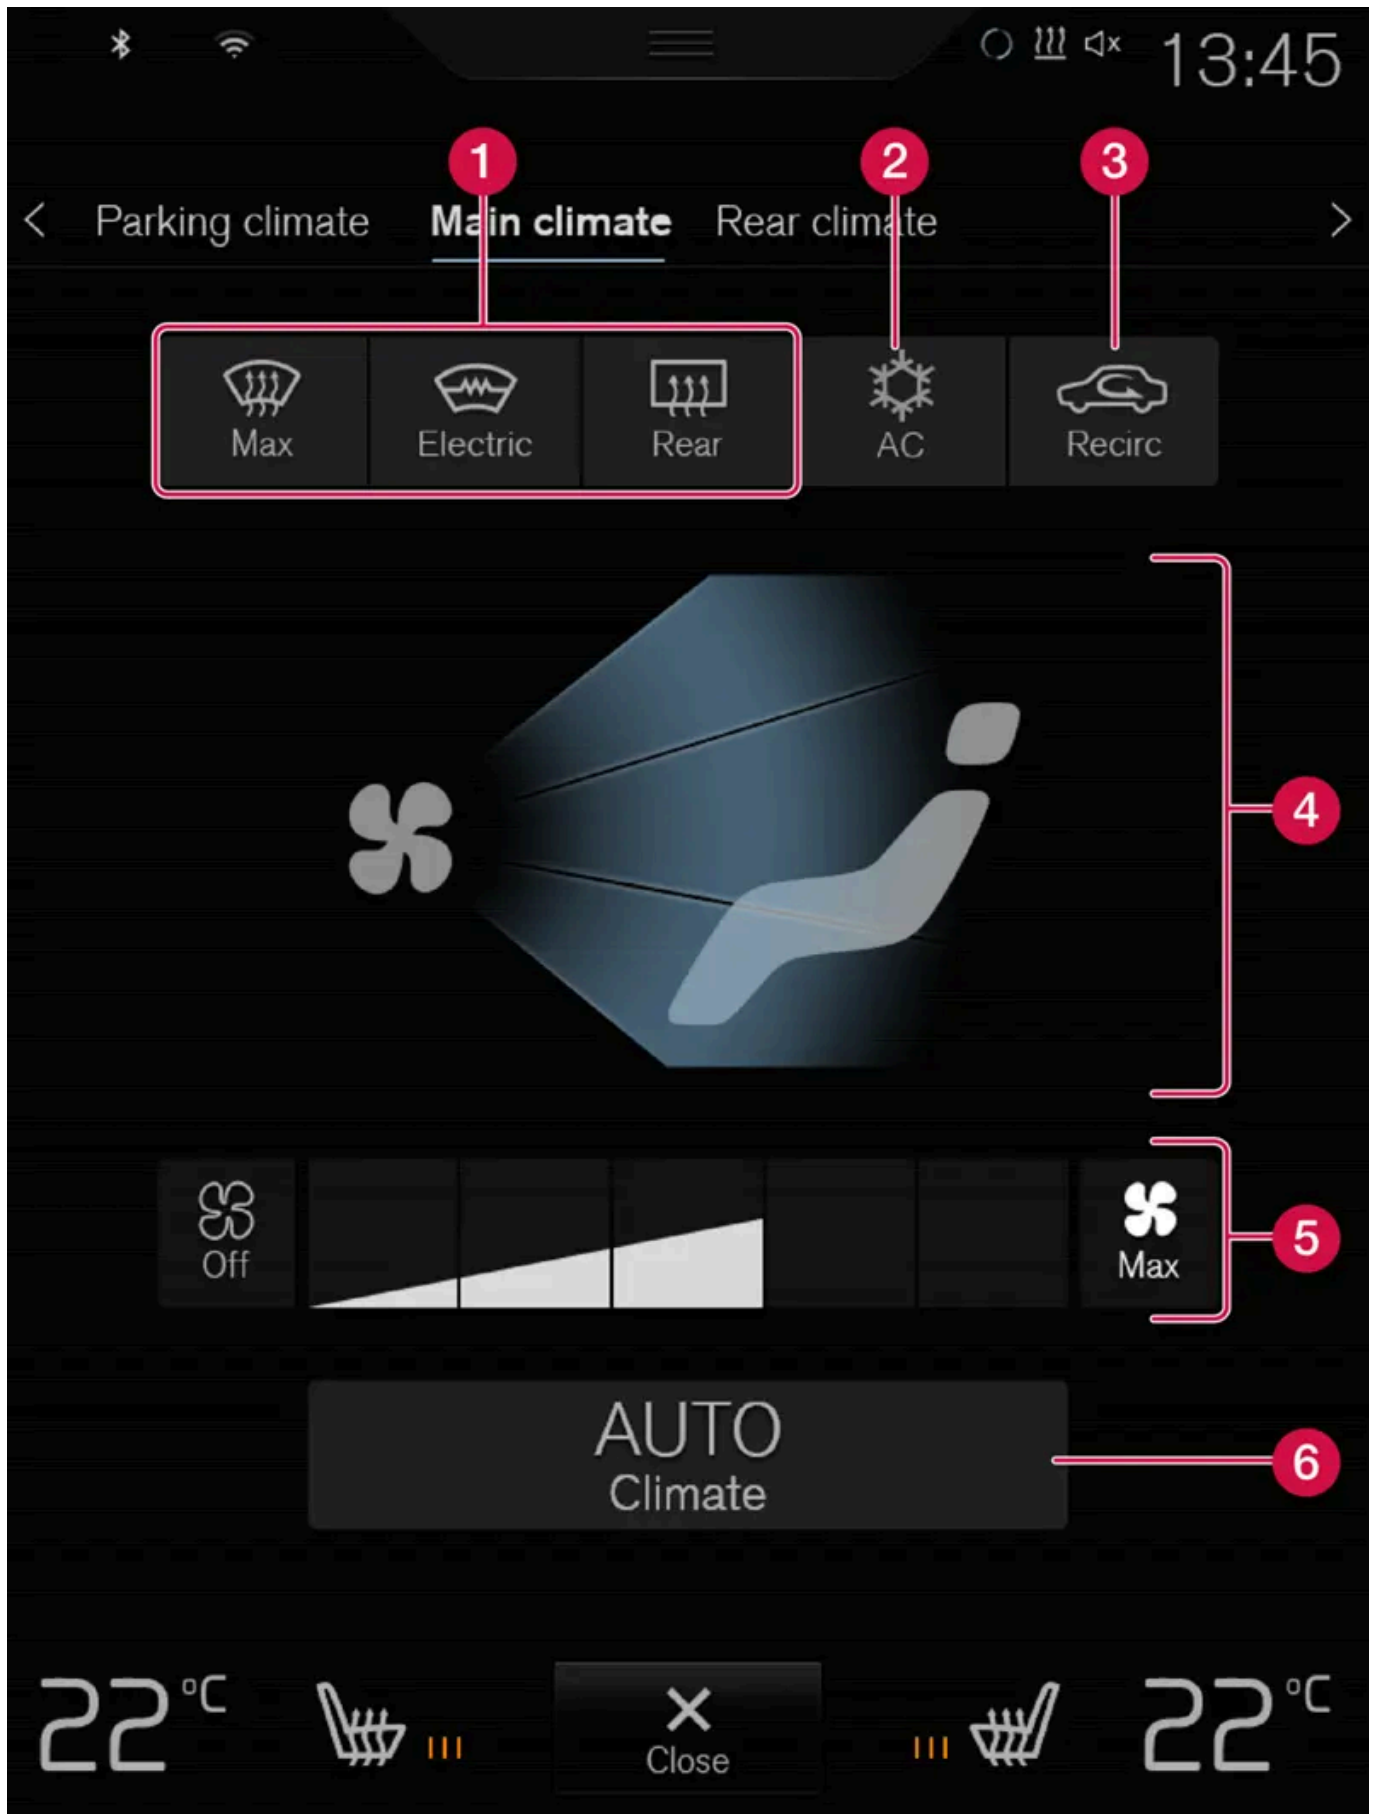 13:45
1 2 3
Parking climate Main climate Rear climate
Max Electric Rear AC Recirc
4
Off Max
5
AUTO
Climate
6
22°C Close 22°C